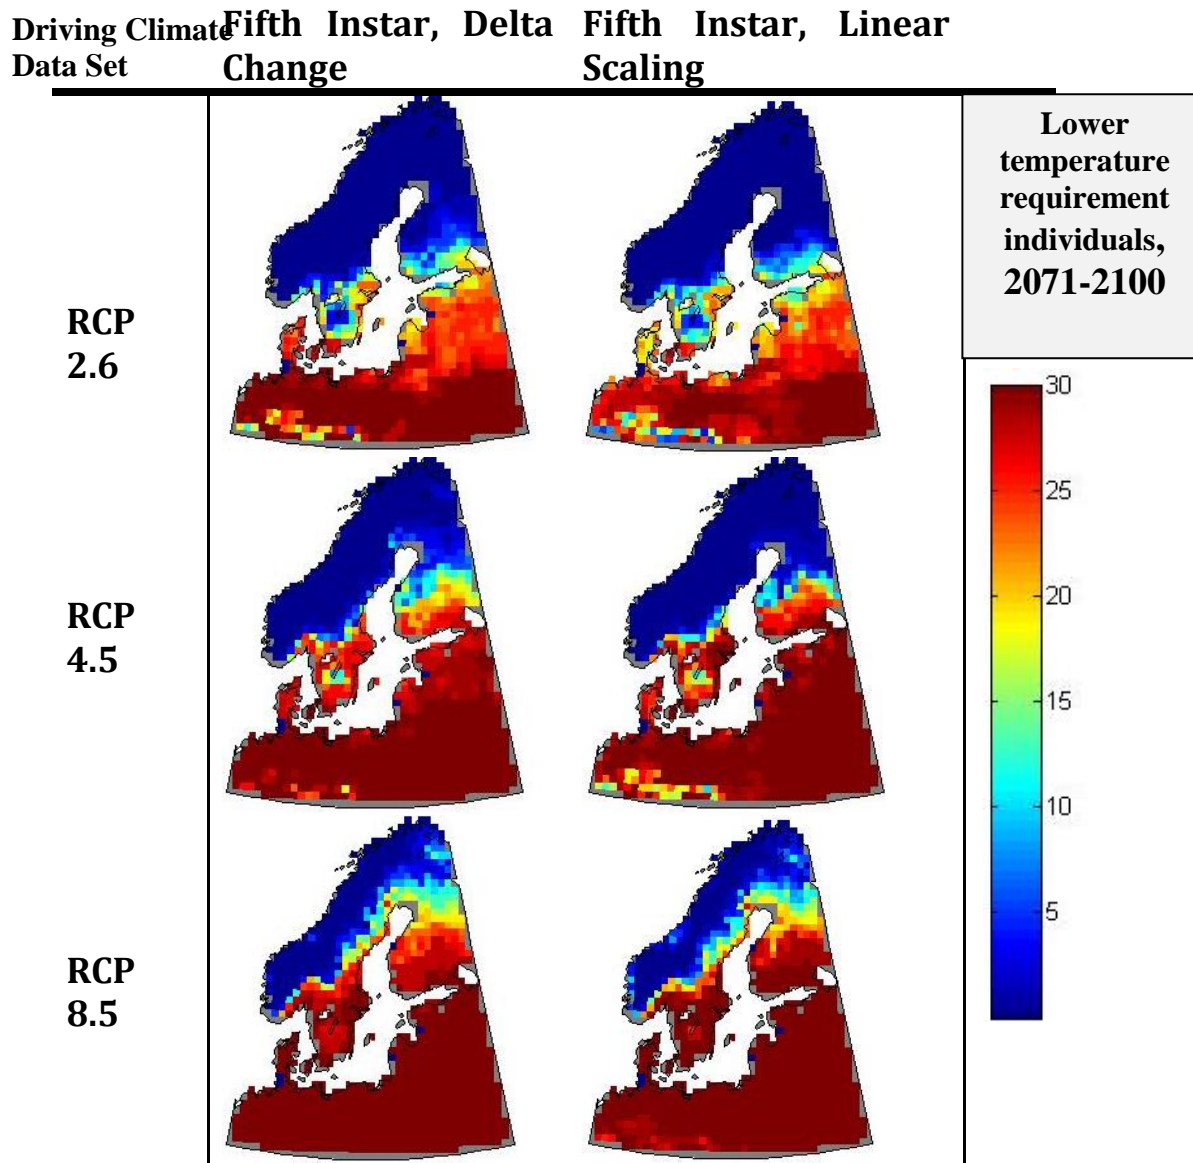 Driving Climate
Data Set
Fifth Instar, Delta
Change
Fifth Instar, Linear
Scaling
Lower
temperature
requirement
individuals,
2071-2100
RCP
2.6
30
25
20
15
10
5
RCP
4.5
RCP
8.5